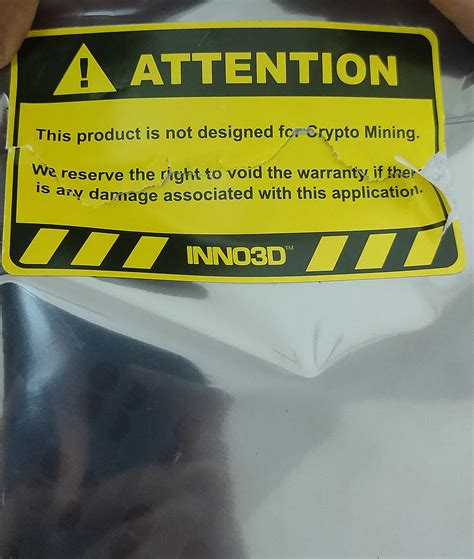 ATTENTION
This product is not designed for Crypto Mining.
We reserve the right to void the warranty if there
is any damage associated with this application.
INNO3D™